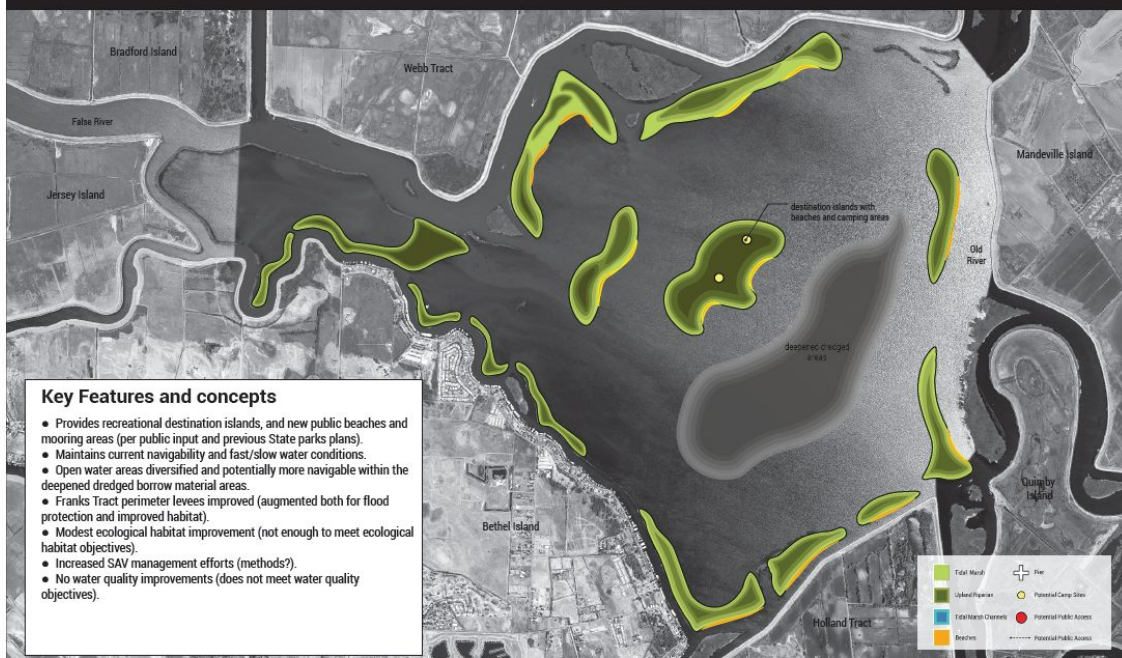 Bradford Island
Webb Tract
False River
Jersey Island
Mandeville Island
destination islands with
beaches and camping areas
Old
River
deepened dredged
areas
Key Features and concepts
● Provides recreational destination islands, and new public beaches and
mooring areas (per public input and previous State parks plans).
● Maintains current navigability and fast/slow water conditions.
● Open water areas diversified and potentially more navigable within the
deepened dredged borrow material areas.
● Franks Tract perimeter levees improved (augmented both for flood
protection and improved habitat).
● Modest ecological habitat improvement (not enough to meet ecological
habitat objectives).
● Increased SAV management efforts (methods?).
● No water quality improvements (does not meet water quality
objectives).
Bethel Island
Quimby
Island
Holland Tract
Tidal Marsh
Upland Riparian
Tidal Marsh Channels
Beaches
Pier
Potential Camp Sites
Potential Public Access
Potential Public Access